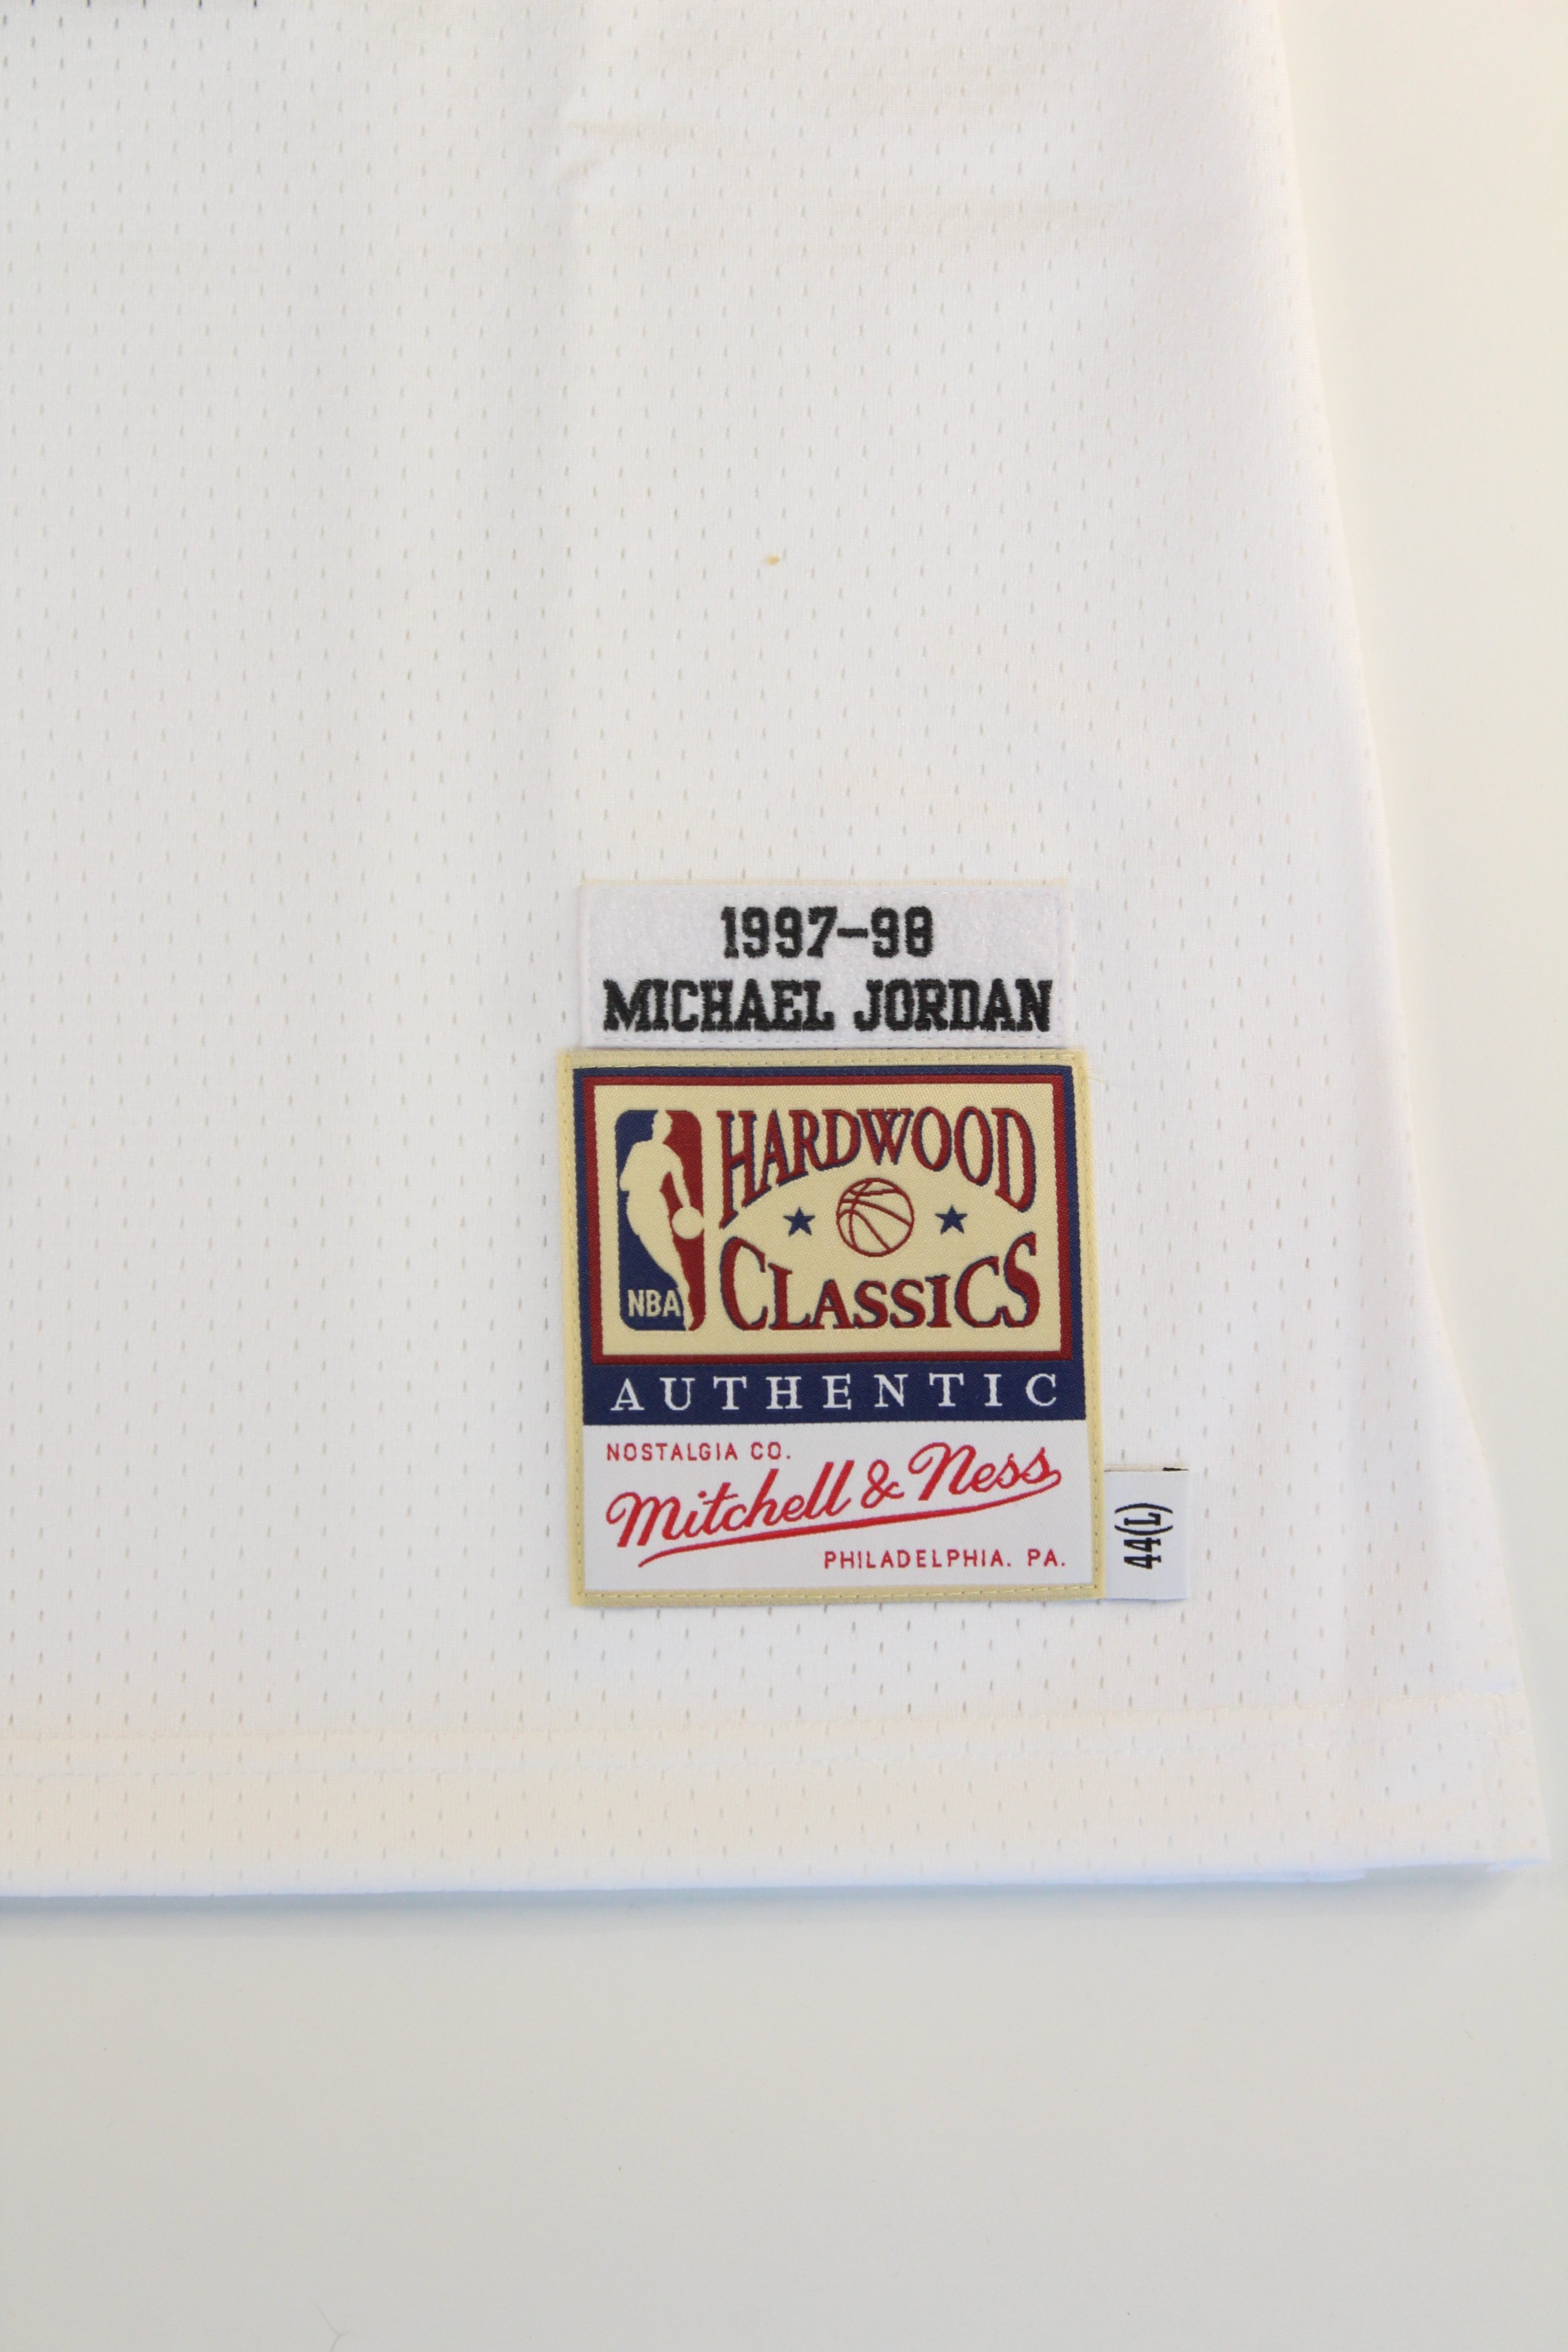 1997-98
MICHAEL JORDAN
HARDWOOD
CLASSICS
NBA
AUTHENTIC
NOSTALGIA CO.
Mitchell & Ness
PHILADELPHIA. PA.
44(L)